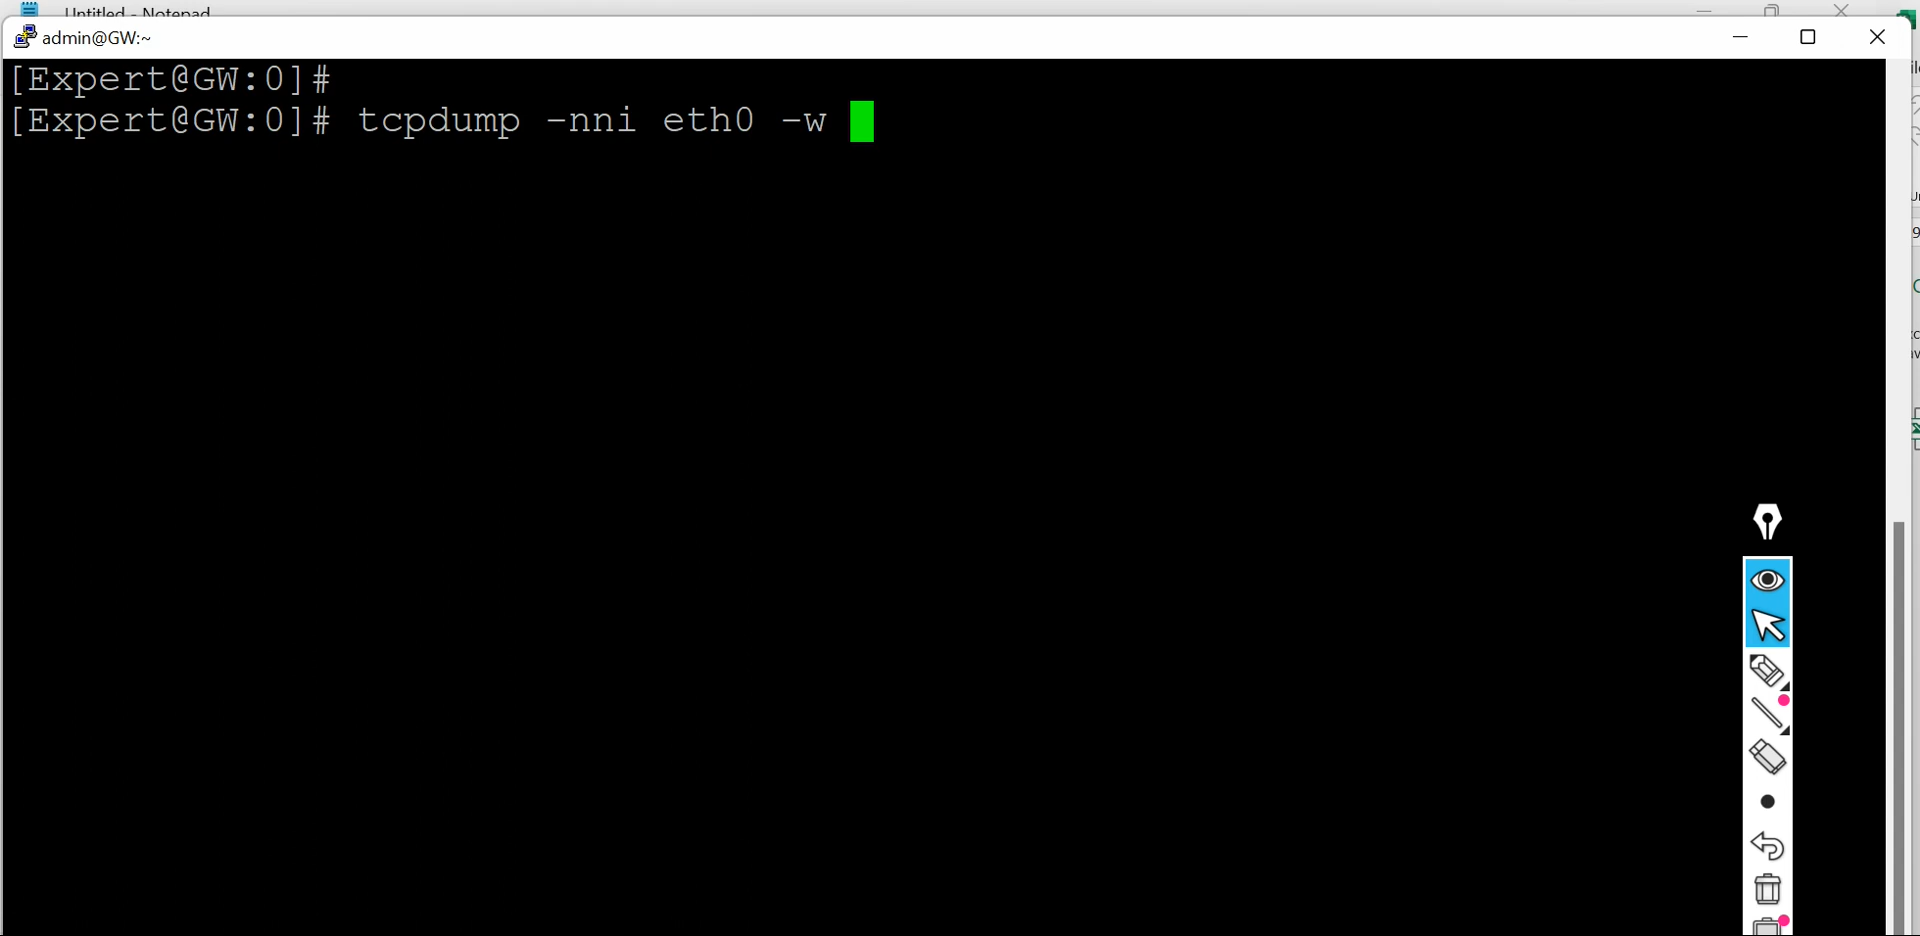 Untitled - Notepad
admin@GW:~
[Expert@GW:0]#
[Expert@GW:0]# tcpdump -nni eth0 -w